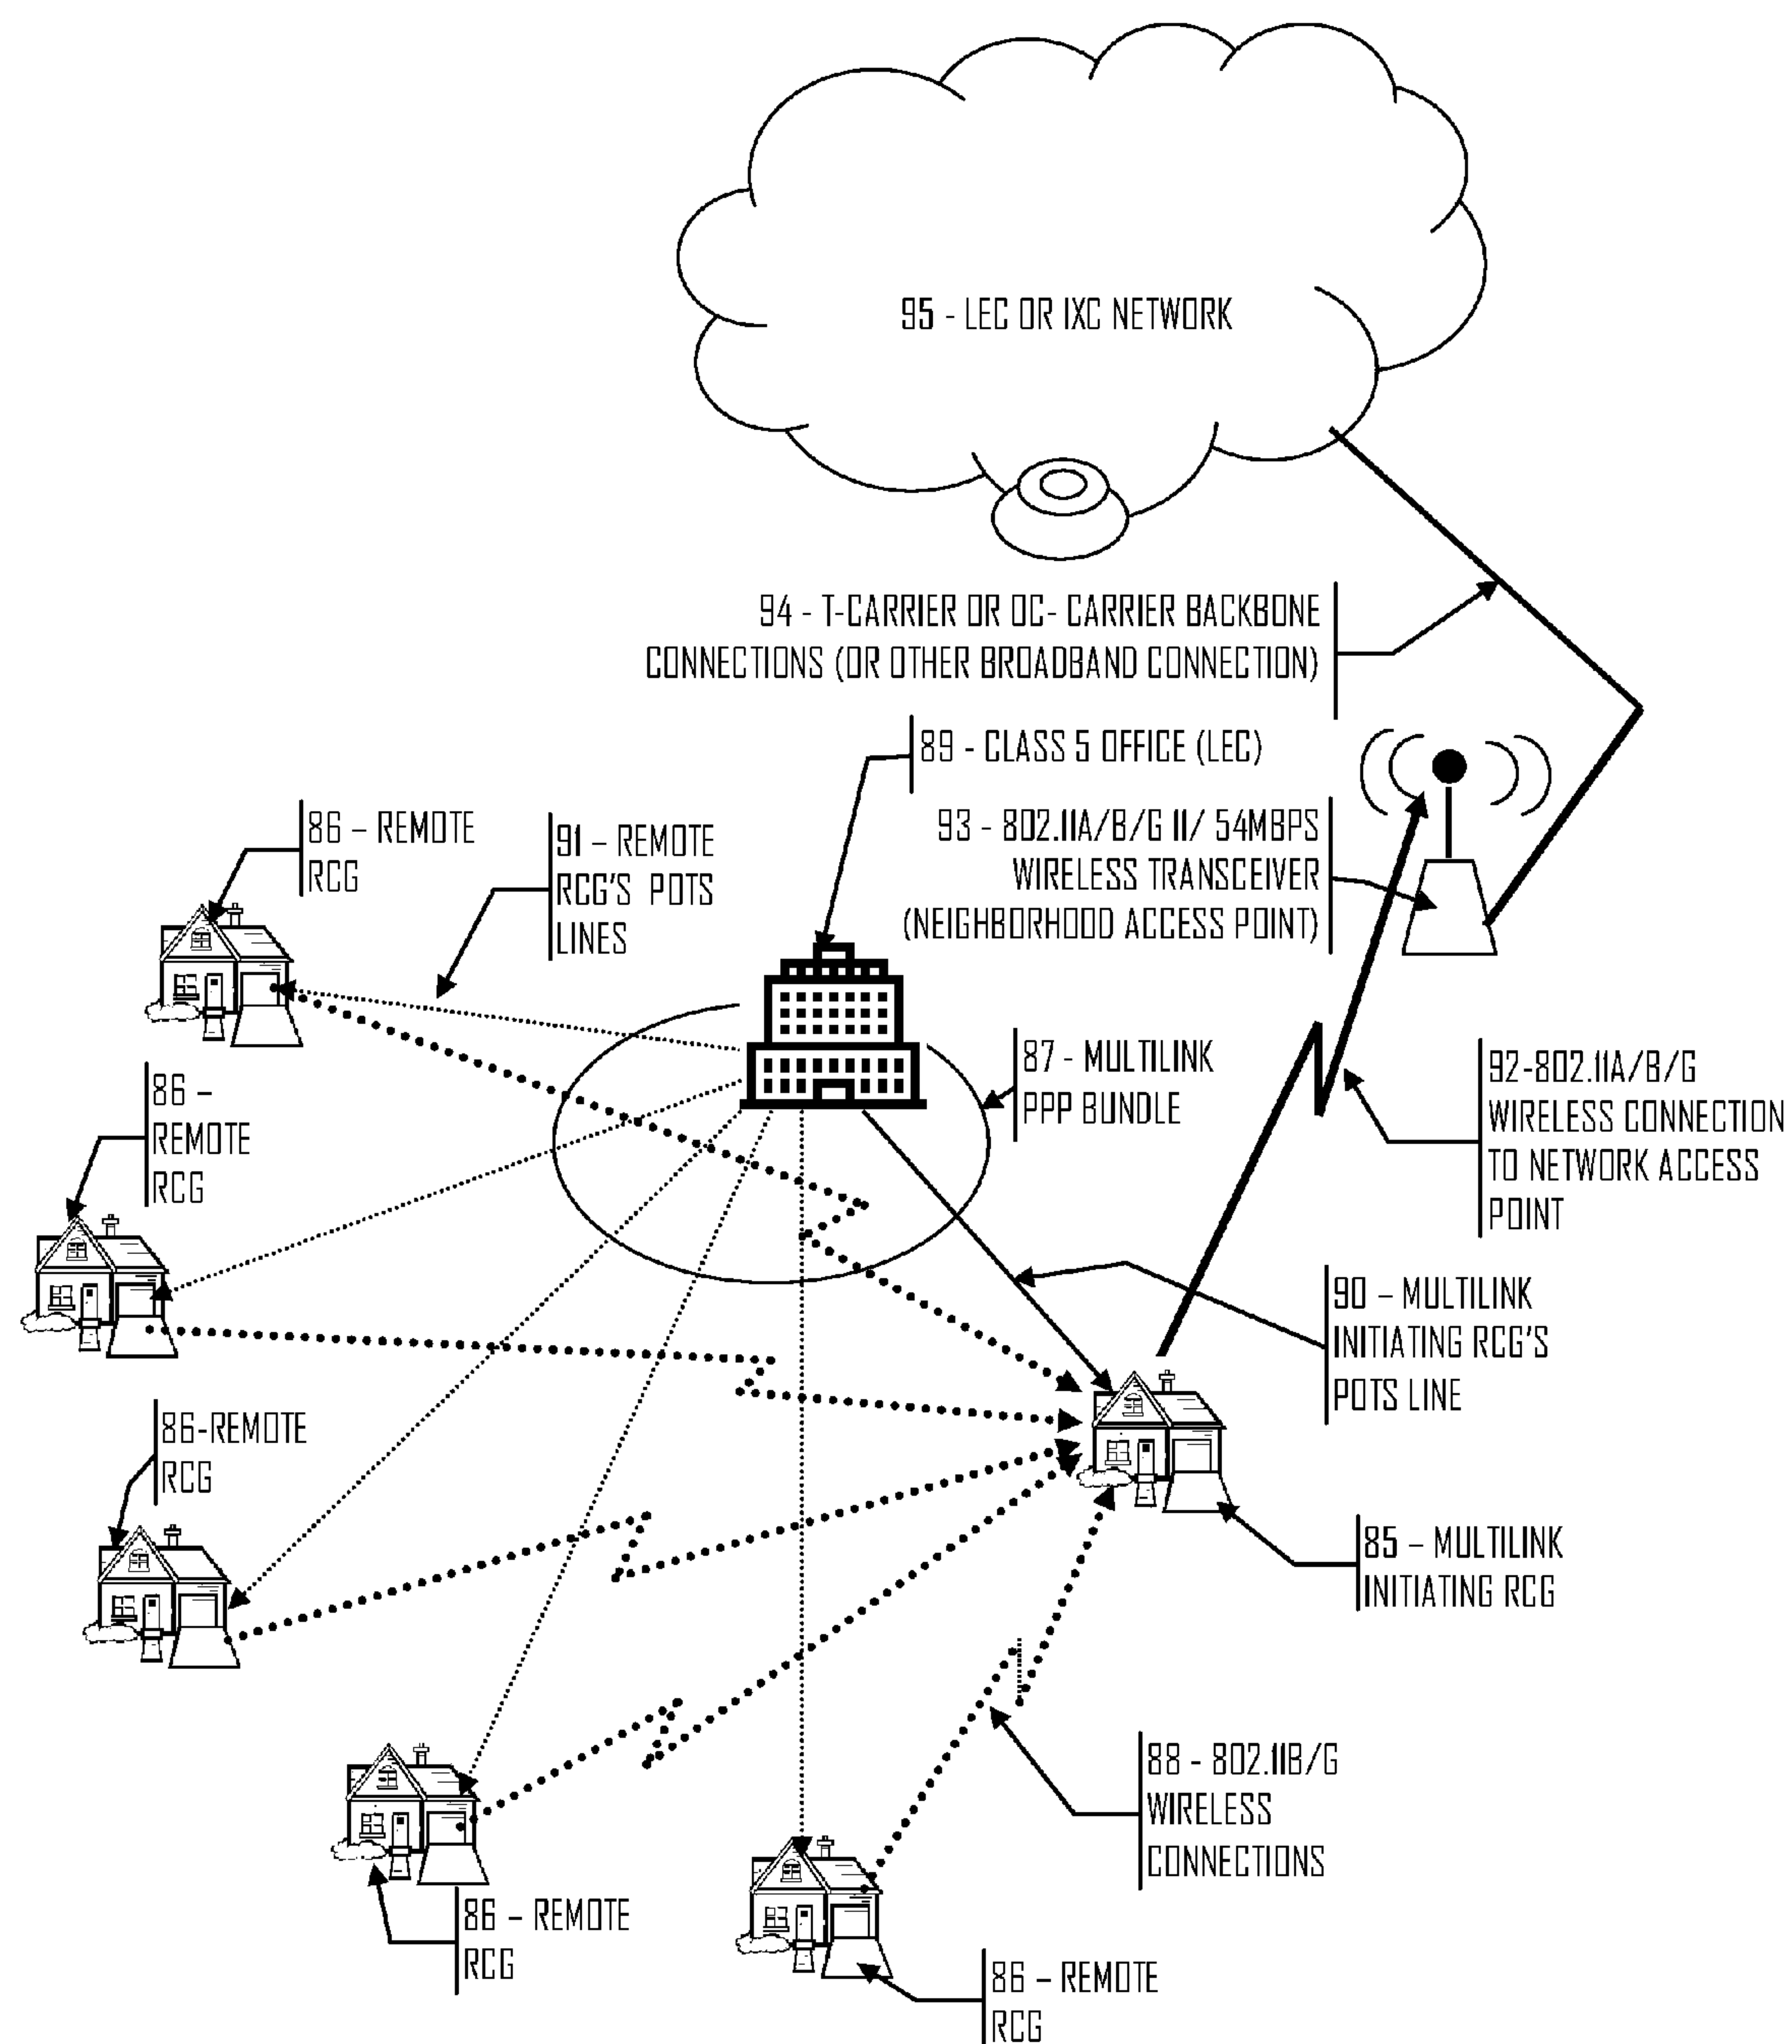 95 - LEC OR IXC NETWORK
94 - T-CARRIER OR OC- CARRIER BACKBONE
CONNECTIONS (OR OTHER BROADBAND CONNECTION)
89 - CLASS 5 OFFICE (LEC)
93 - 802.11A/B/G 11/ 54MBPS
WIRELESS TRANSCEIVER
(NEIGHBORHOOD ACCESS POINT)
86 – REMOTE
RCG
91 – REMOTE
RCG'S POTS
LINES
87 - MULTILINK
PPP BUNDLE
92-802.11A/B/G
WIRELESS CONNECTION
TO NETWORK ACCESS
POINT
86 –
REMOTE
RCG
90 – MULTILINK
INITIATING RCG'S
POTS LINE
86-REMOTE
RCG
85 – MULTILINK
INITIATING RCG
88 - 802.11B/G
WIRELESS
CONNECTIONS
86 – REMOTE
RCG
86 – REMOTE
RCG